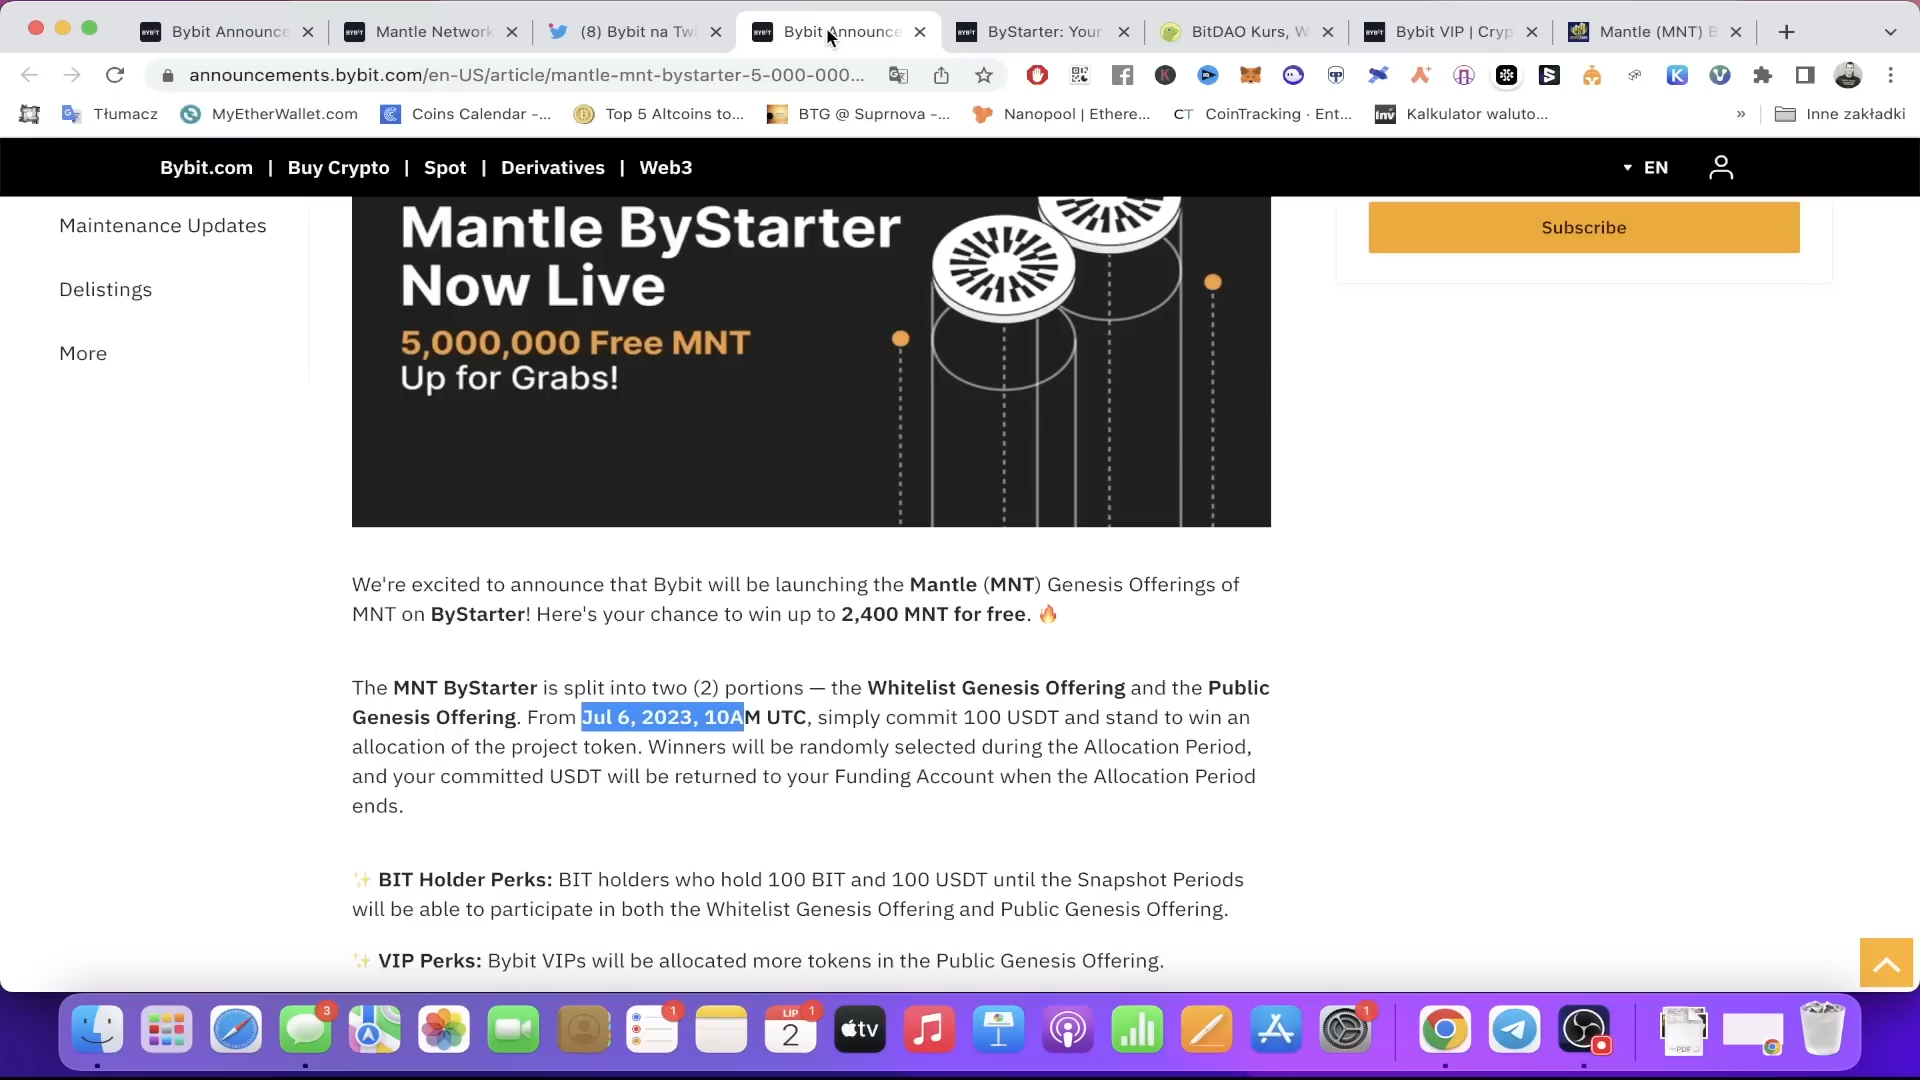 Bybit Announce
Mantle Network
(8) Bybit na Twi
Bybit Announce
ByStarter: Your
BitDAO Kurs, W
Bybit VIP | Cryp
Mantle (MNT) B
announcements.bybit.com/en-US/article/mantle-mnt-bystarter-5-000-000...
Tłumacz
MyEtherWallet.com
Coins Calendar -...
Top 5 Altcoins to...
BTG @ Suprnova -...
Nanopool | Ethere...
CT CoinTracking · Ent...
Inv Kalkulator waluto...
»
Inne zakładki
Bybit.com | Buy Crypto | Spot | Derivatives | Web3
EN
Maintenance Updates
Delistings
More
Mantle ByStarter
Now Live
5,000,000 Free MNT
Up for Grabs!
Subscribe
We're excited to announce that Bybit will be launching the Mantle (MNT) Genesis Offerings of
MNT on ByStarter! Here's your chance to win up to 2,400 MNT for free. 🔥
The MNT ByStarter is split into two (2) portions — the Whitelist Genesis Offering and the Public
Genesis Offering. From Jul 6, 2023, 10AM UTC, simply commit 100 USDT and stand to win an
allocation of the project token. Winners will be randomly selected during the Allocation Period,
and your committed USDT will be returned to your Funding Account when the Allocation Period
ends.
✨ BIT Holder Perks: BIT holders who hold 100 BIT and 100 USDT until the Snapshot Periods
will be able to participate in both the Whitelist Genesis Offering and Public Genesis Offering.
✨ VIP Perks: Bybit VIPs will be allocated more tokens in the Public Genesis Offering.
3
1
LIP
2
1
tv
1
PDF